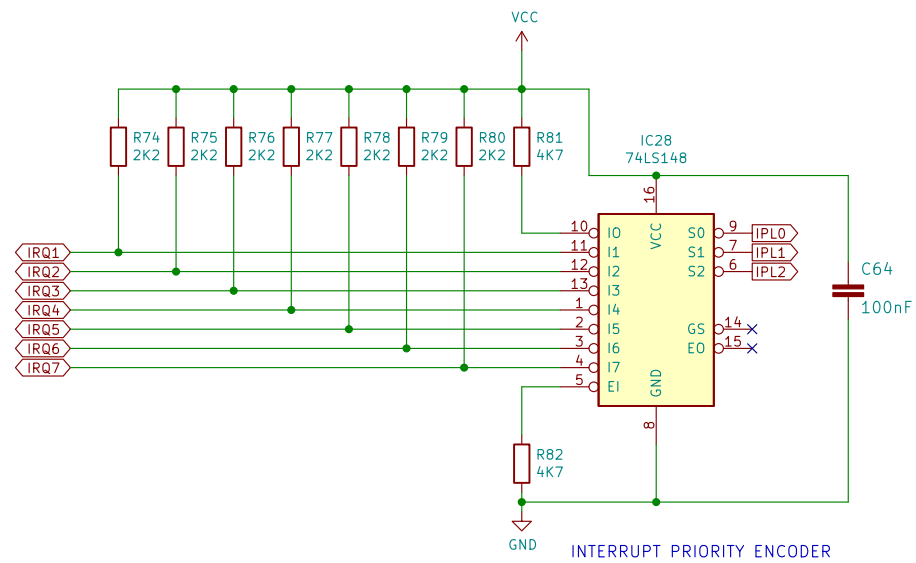 VCC
R74
2K2
R75
2K2
R76
2K2
R77
2K2
R78
2K2
R79
2K2
R80
2K2
R81
4K7
IC28
74LS148
16
VCC
10 I0
11 I1
12 I2
13 I3
1 I4
2 I5
3 I6
4 I7
5 EI
S0 9 IPL0
S1 7 IPL1
S2 6 IPL2
GS 14
EO 15
GND
8
IRQ1
IRQ2
IRQ3
IRQ4
IRQ5
IRQ6
IRQ7
C64
100nF
R82
4K7
GND
INTERRUPT PRIORITY ENCODER